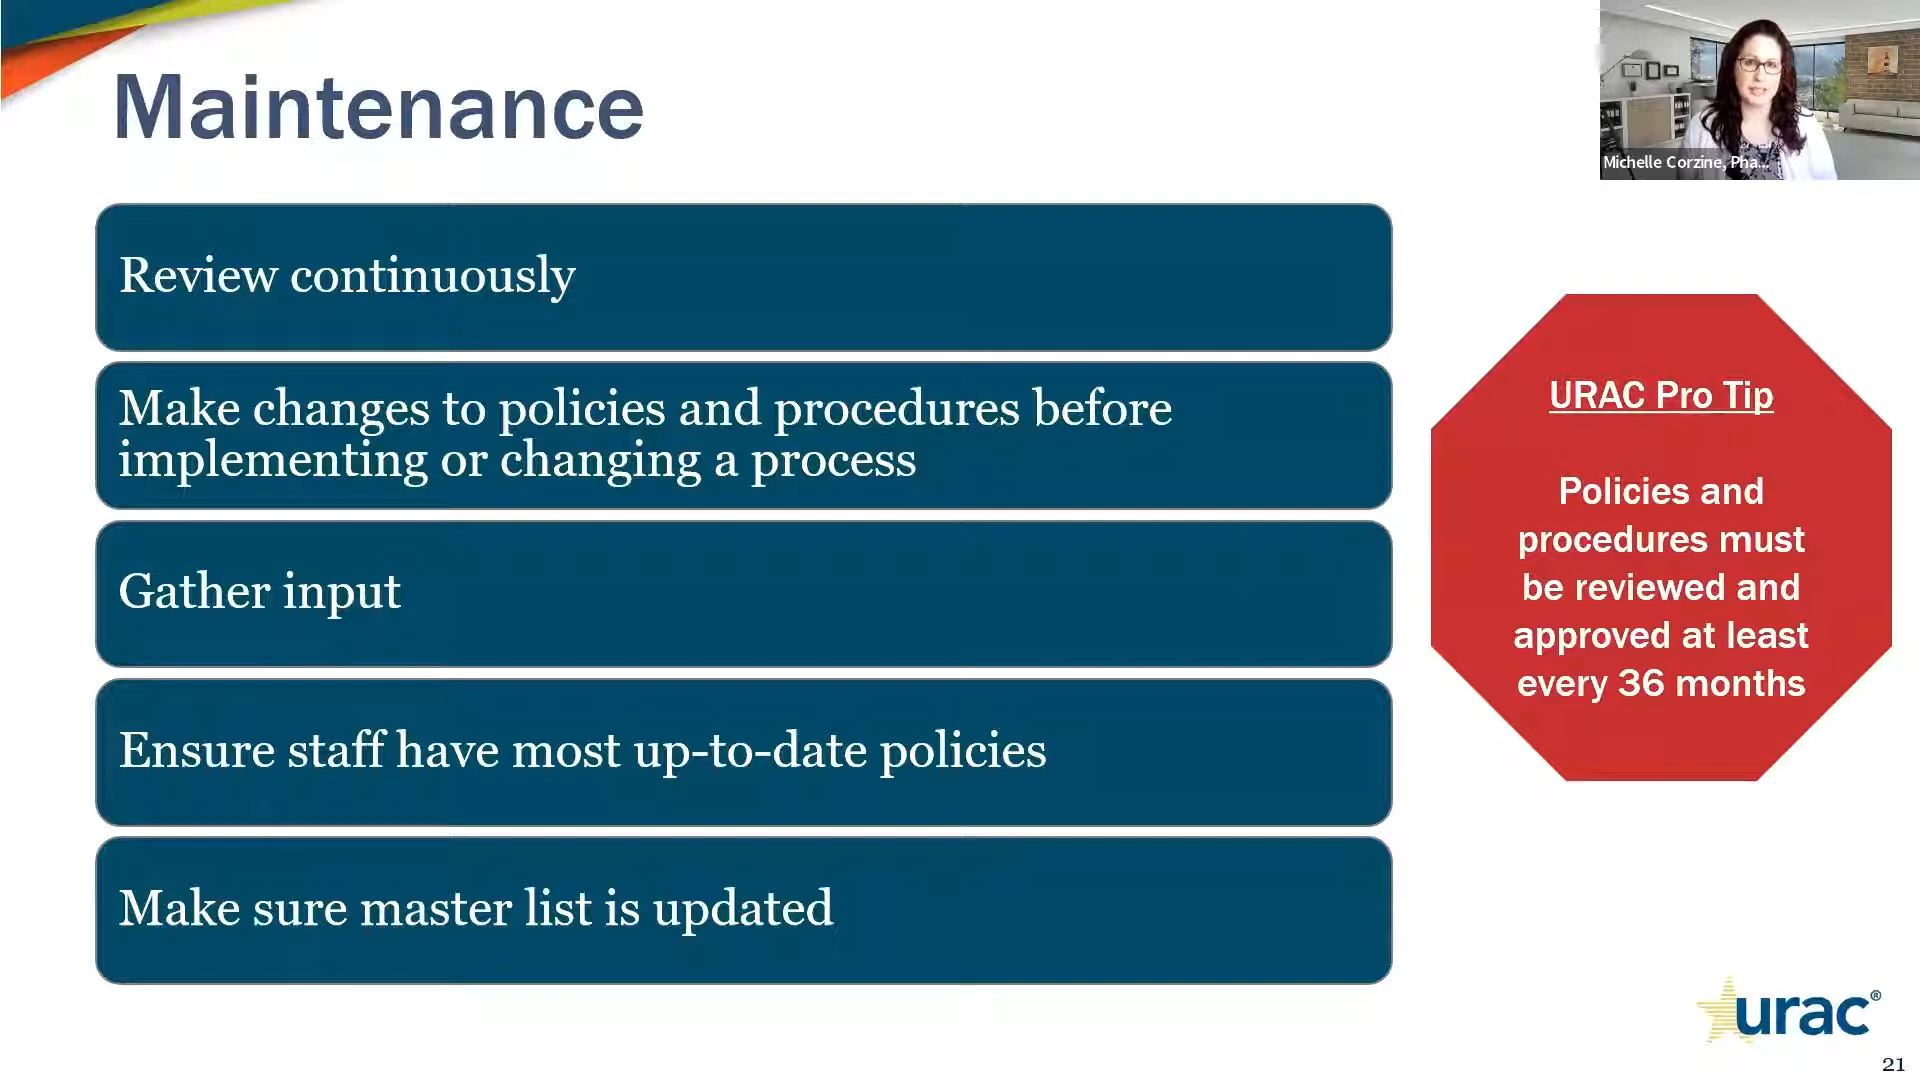 Maintenance
Michelle Corzine, Pha...
Review continuously
Make changes to policies and procedures before
implementing or changing a process
Gather input
Ensure staff have most up-to-date policies
Make sure master list is updated
URAC Pro Tip
Policies and
procedures must
be reviewed and
approved at least
every 36 months
urac®
21